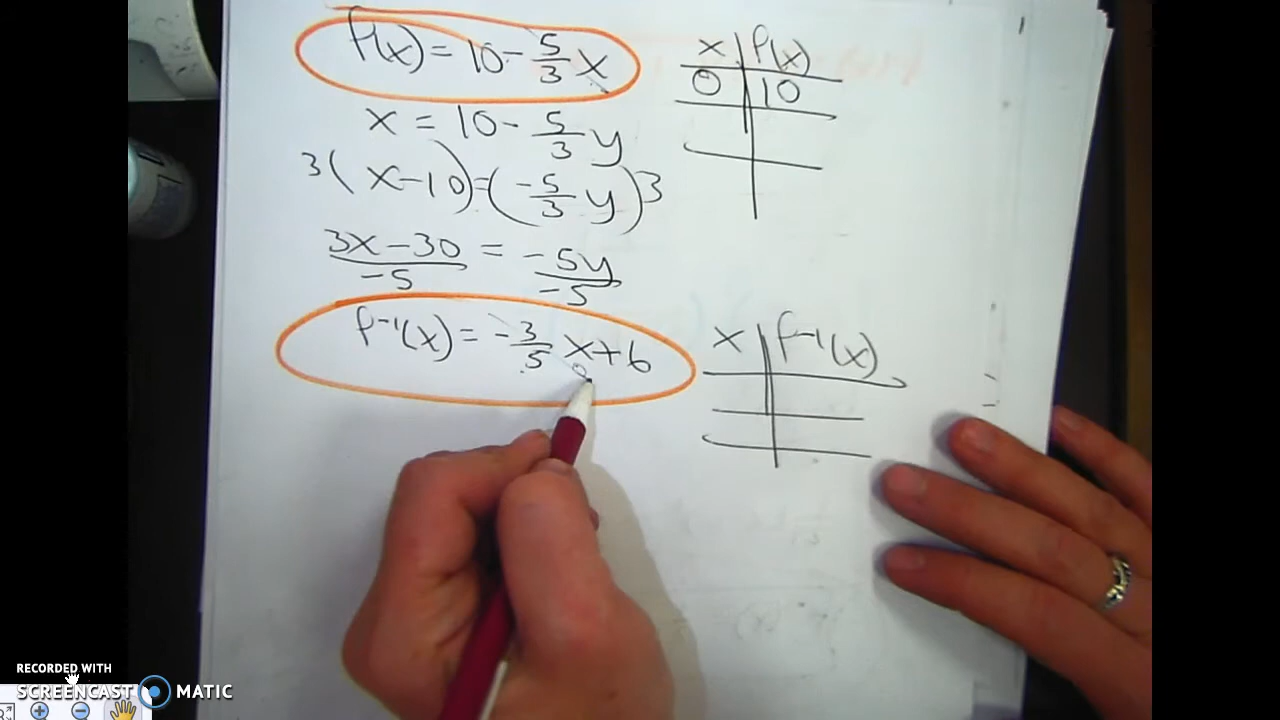 f(x) = 10 - 5/3 x
x = 10 - 5/3 y
3(x-10) = (-5/3 y)3
3x-30/-5 = -5y/-5
f⁻¹(x) = -3/5 x+6
x f(x)
0 10
x f⁻¹(x)
RECORDED WITH
SCREENCAST MATIC